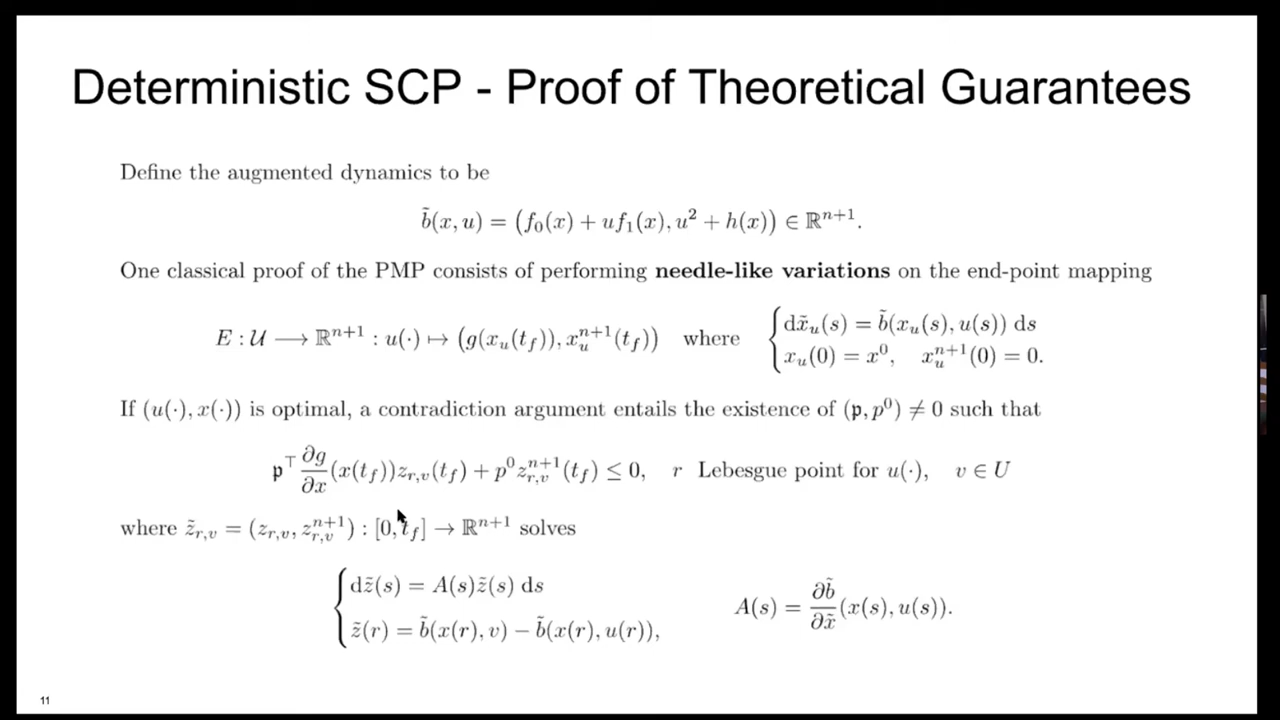 Deterministic SCP - Proof of Theoretical Guarantees
Define the augmented dynamics to be
b̃(x, u) = (f₀(x) + uf₁(x), u² + h(x)) ∈ ℝⁿ⁺¹.
One classical proof of the PMP consists of performing needle-like variations on the end-point mapping
E : 𝒰 ⟶ ℝⁿ⁺¹ : u(·) ↦ (g(x_u(t_f)), x_u^{n+1}(t_f)) where { dx̃_u(s) = b̃(x_u(s), u(s)) ds
x_u(0) = x⁰, x_u^{n+1}(0) = 0.
If (u(·), x(·)) is optimal, a contradiction argument entails the existence of (𝔭, p⁰) ≠ 0 such that
𝔭^⊤ ∂g/∂x (x(t_f))z_{r,v}(t_f) + p⁰z_{r,v}^{n+1}(t_f) ≤ 0, r Lebesgue point for u(·), v ∈ U
where z̃_{r,v} = (z_{r,v}, z_{r,v}^{n+1}) : [0, t_f] → ℝⁿ⁺¹ solves
{ dz̃(s) = A(s)z̃(s) ds
z̃(r) = b̃(x(r), v) − b̃(x(r), u(r)),
A(s) = ∂b̃/∂x̃ (x(s), u(s)).
11